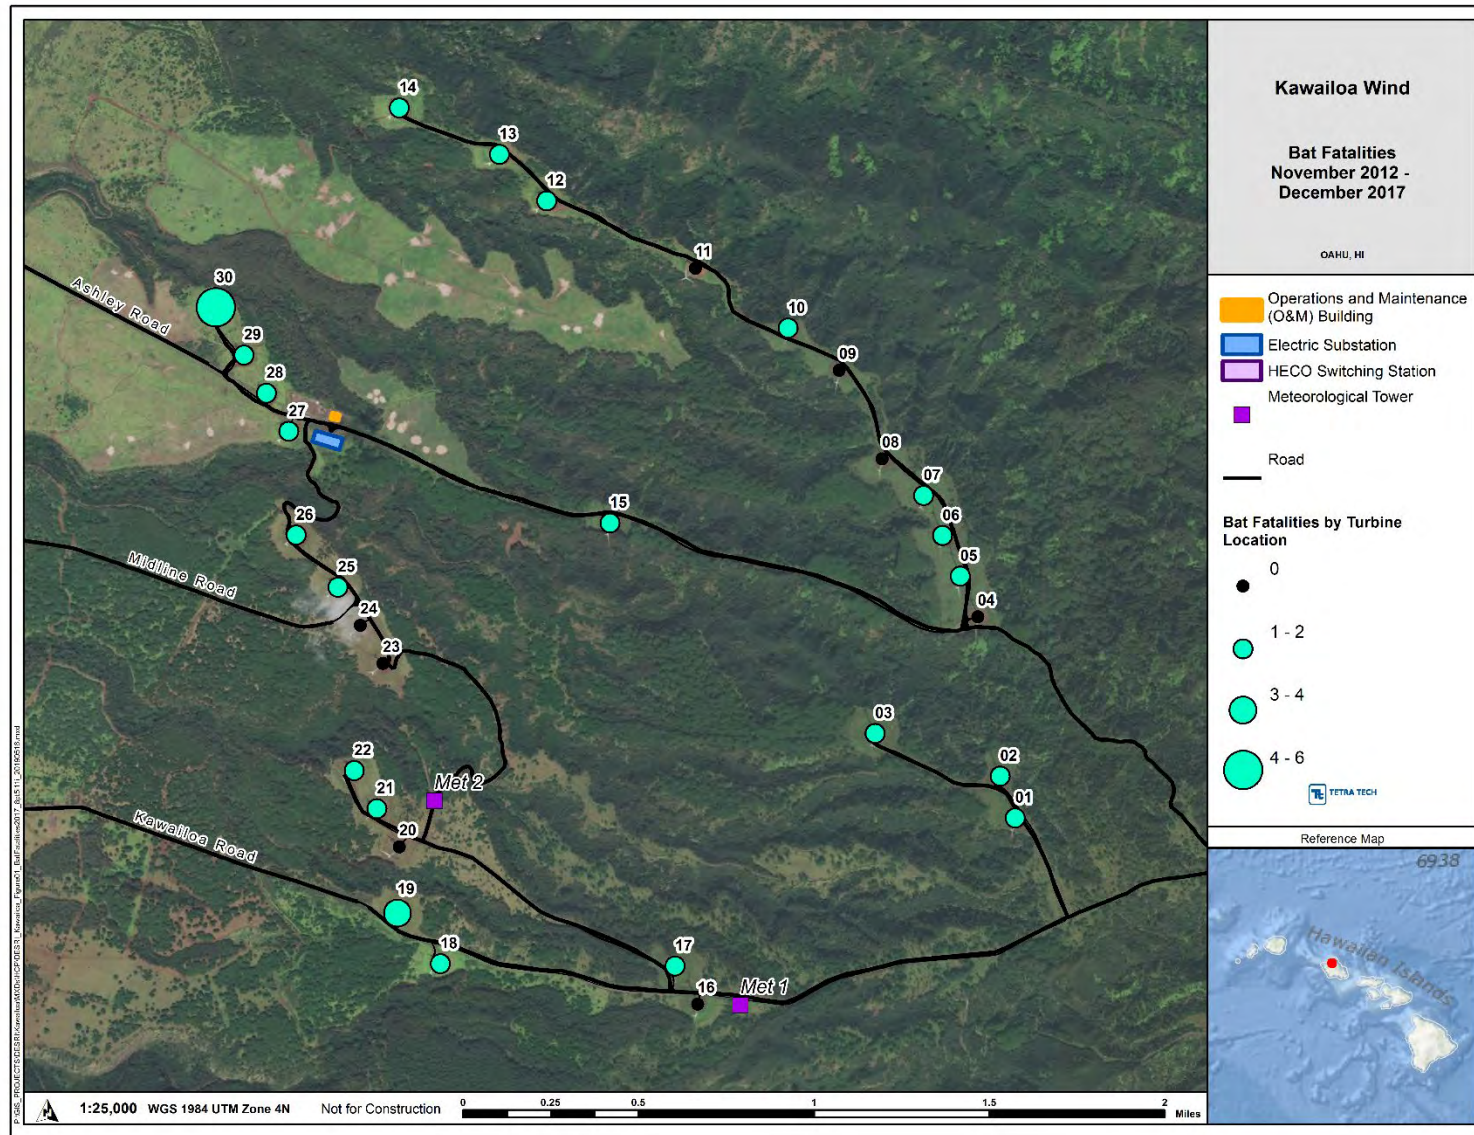 Kawailoa Wind
Bat Fatalities
November 2012 -
December 2017
OAHU, HI
Operations and Maintenance
(O&M) Building
Electric Substation
HECO Switching Station
Meteorological Tower
Road
Bat Fatalities by Turbine
Location
0
1 - 2
3 - 4
4 - 6
TETRA TECH
Reference Map
6938
Hawaiian Islands
14
13
12
11
30
10
Ashley Road
29
09
28
27
08
07
15
26
06
05
Midline Road
25
04
24
23
03
22
02
Met 2
21
01
Kawailoa Road
20
19
18
17
Met 1
16
1:25,000 WGS 1984 UTM Zone 4N Not for Construction
0 0.25 0.5 1 1.5 2
Miles